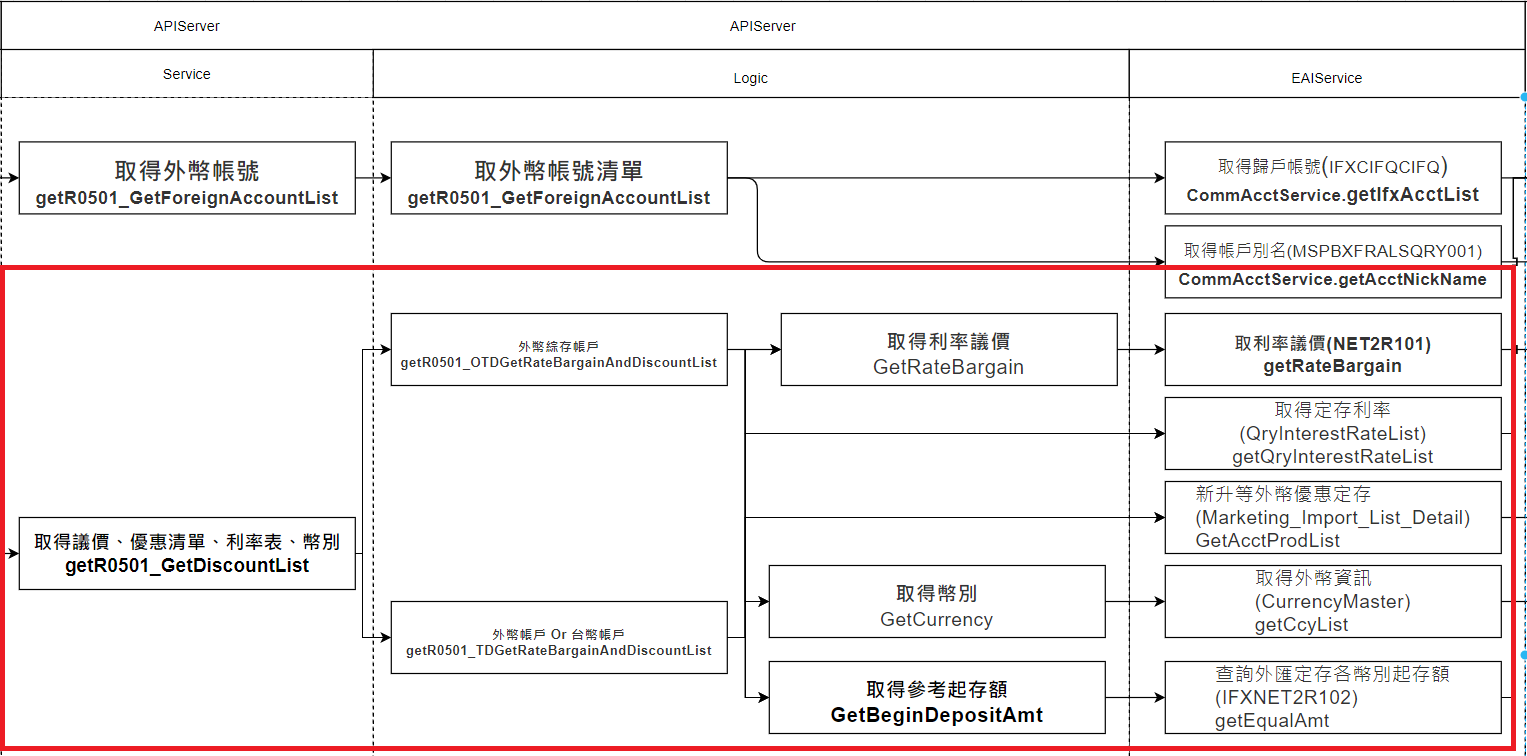 APIServer
APIServer
Service
Logic
EAIService
取得外幣帳號
getR0501_GetForeignAccountList
取外幣帳號清單
getR0501_GetForeignAccountList
取得歸戶帳號(IFXCIFQCIFQ)
CommAcctService.getIfxAcctList
取得帳戶別名(MSPBXFRALSQRY001)
CommAcctService.getAcctNickName
外幣綜存帳戶
getR0501_OTDGetRateBargainAndDiscountList
取得利率議價
GetRateBargain
取利率議價(NET2R101)
getRateBargain
取得定存利率
(QryInterestRateList)
getQryInterestRateList
新升等外幣優惠定存
(Marketing_Import_List_Detail)
GetAcctProdList
取得議價、優惠清單、利率表、幣別
getR0501_GetDiscountList
取得幣別
GetCurrency
取得外幣資訊
(CurrencyMaster)
getCcyList
外幣帳戶 Or 台幣帳戶
getR0501_TDGetRateBargainAndDiscountList
取得參考起存額
GetBeginDepositAmt
查詢外匯定存各幣別起存額
(IFXNET2R102)
getEqualAmt